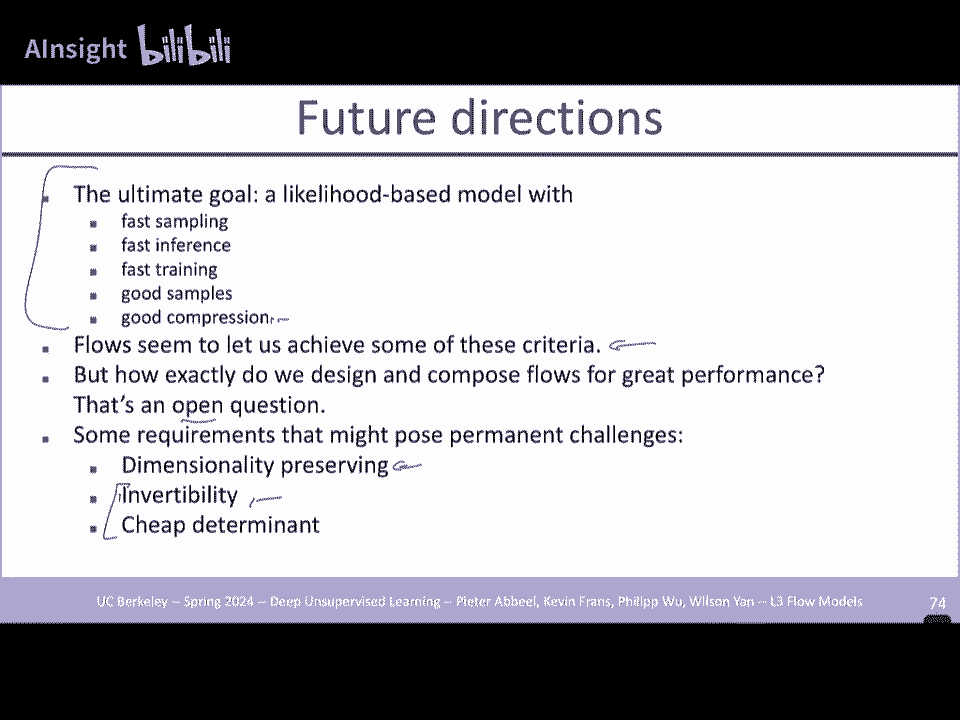 AInsight bilibili
Future directions
The ultimate goal: a likelihood-based model with
fast sampling
fast inference
fast training
good samples
good compression
Flows seem to let us achieve some of these criteria.
But how exactly do we design and compose flows for great performance?
That's an open question.
Some requirements that might pose permanent challenges:
Dimensionality preserving
Invertibility
Cheap determinant
UC Berkeley -- Spring 2024 -- Deep Unsupervised Learning -- Pieter Abbeel, Kevin Frans, Philipp Wu, Wilson Yan -- L3 Flow Models
74